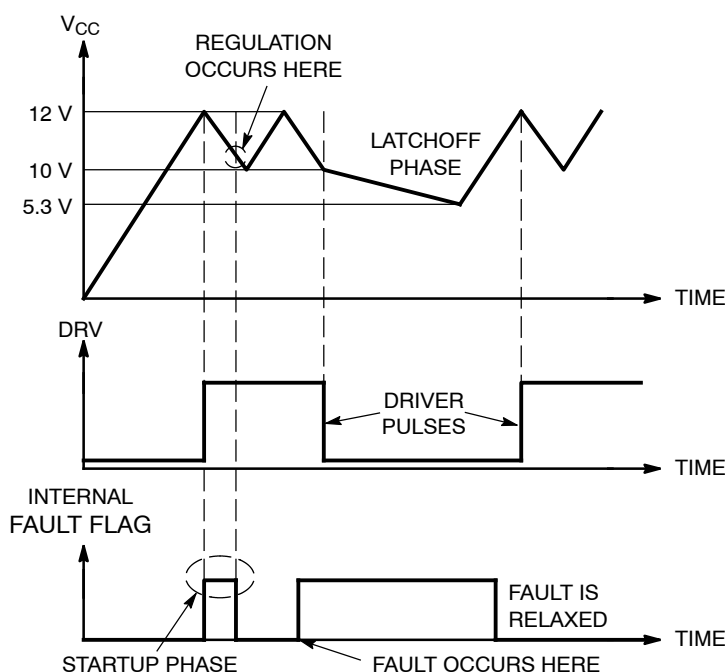 VCC
REGULATION
OCCURS HERE
12 V
LATCHOFF
PHASE
10 V
5.3 V
TIME
DRV
DRIVER
PULSES
TIME
INTERNAL
FAULT FLAG
FAULT IS
RELAXED
TIME
STARTUP PHASE
FAULT OCCURS HERE